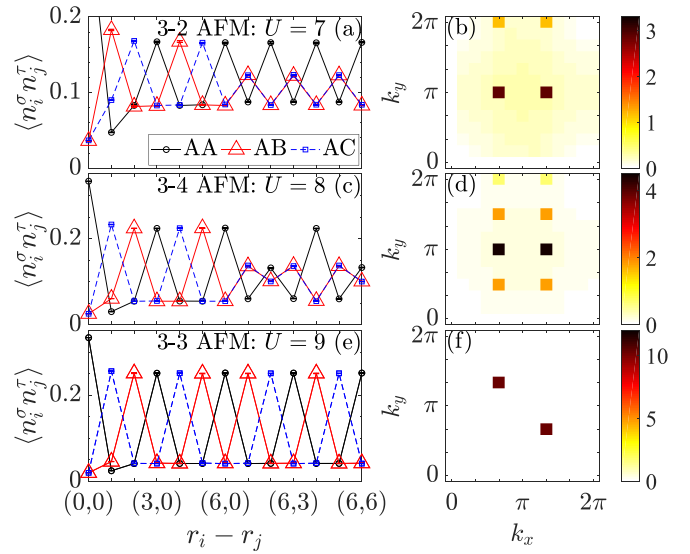 0.2
3-2 AFM: U = 7 (a)
0.1
⟨n_i^σ n_j^τ⟩
0
AA AB AC
(b)
2π
k_y
π
0
3
2
1
0
3-4 AFM: U = 8 (c)
0.2
⟨n_i^σ n_j^τ⟩
0
(d)
2π
k_y
π
0
4
2
0
3-3 AFM: U = 9 (e)
0.2
⟨n_i^σ n_j^τ⟩
0
(0,0) (3,0) (6,0) (6,3) (6,6)
r_i − r_j
(f)
2π
k_y
π
0
0 π 2π
k_x
10
5
0